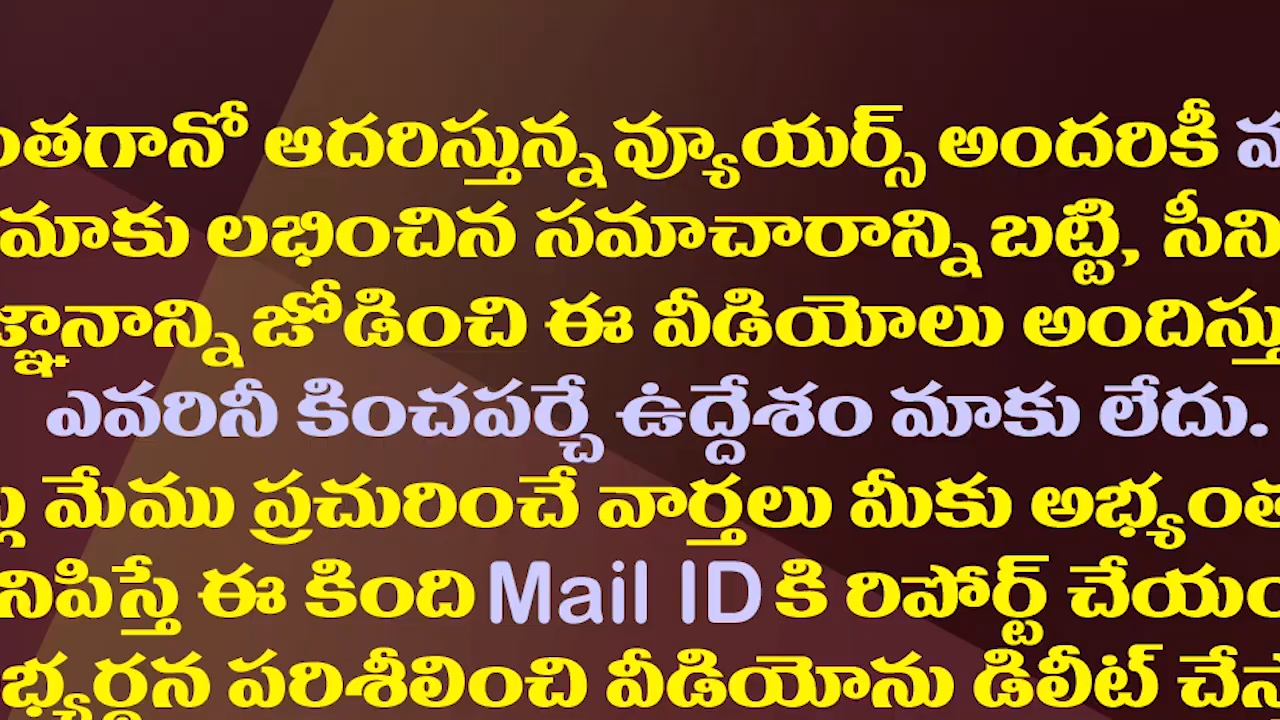 ంతగానో ఆదరిస్తున్న వ్యూయర్స్ అందరికీ
మాకు లభించిన సమాచారాన్ని బట్టి, సీని
జ్ఞానాన్ని జోడించి ఈ వీడియోలు అందిస్తు
ఎవరినీ కించపర్చే ఉద్దేశం మాకు లేదు.
మేము ప్రచురించే వార్తలు మీకు అభ్యంత
నిపిస్తే ఈ కింది Mail ID కి రిపోర్ట్ చేయం
భ్యర్థన పరిశీలించి వీడియోను డిలీట్ చేస